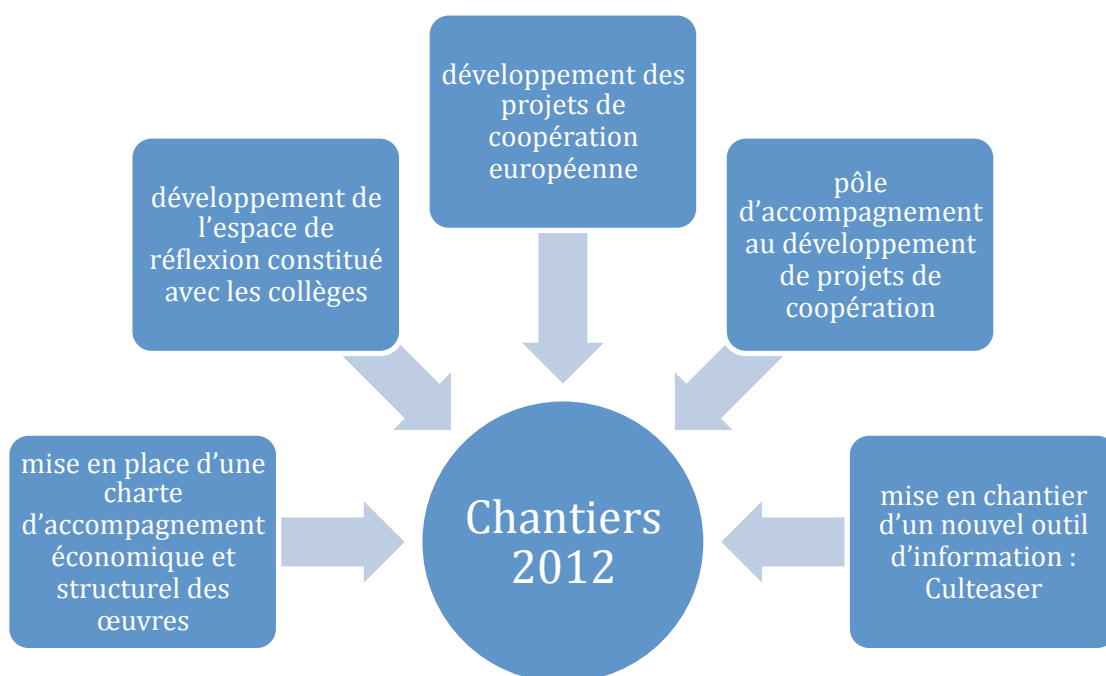 développement des
projets de
coopération
européenne
développement de
l’espace de
réflexion constitué
avec les collèges
pôle
d’accompagnement
au développement
de projets de
coopération
mise en place d’une
charte
d’accompagnement
économique et
structurel des
œuvres
Chantiers
2012
mise en chantier
d’un nouvel outil
d’information :
Culteaser